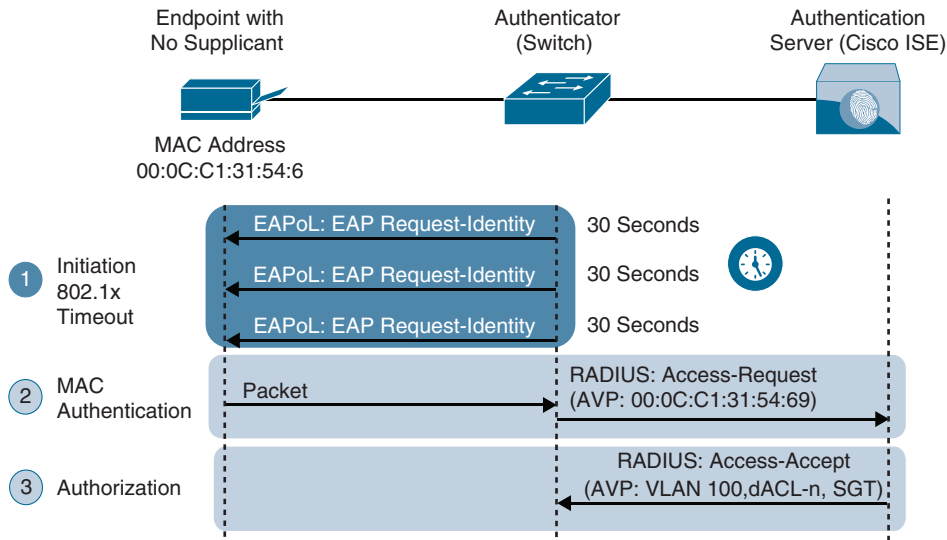 Endpoint with
No Supplicant
Authenticator
(Switch)
Authentication
Server (Cisco ISE)
MAC Address
00:0C:C1:31:54:6
1
Initiation
802.1x
Timeout
EAPoL: EAP Request-Identity
30 Seconds
EAPoL: EAP Request-Identity
30 Seconds
EAPoL: EAP Request-Identity
30 Seconds
2
MAC
Authentication
Packet
RADIUS: Access-Request
(AVP: 00:0C:C1:31:54:69)
3
Authorization
RADIUS: Access-Accept
(AVP: VLAN 100,dACL-n, SGT)